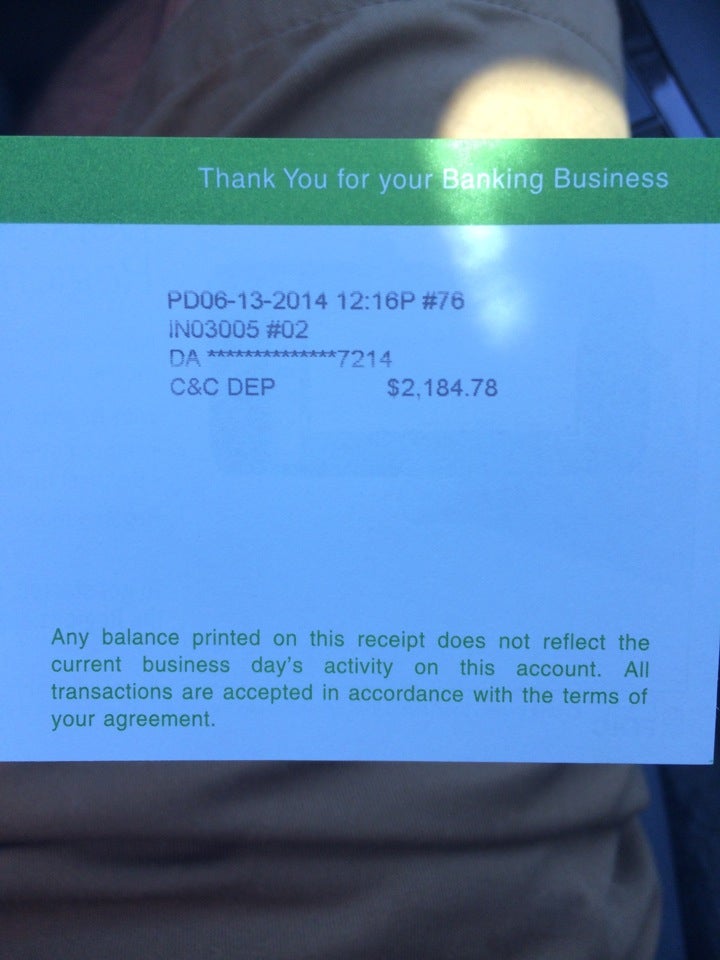 Thank You for your Banking Business
PD06-13-2014 12:16P #76
IN03005 #02
DA **************7214
C&C DEP $2,184.78
Any balance printed on this receipt does not reflect the
current business day's activity on this account. All
transactions are accepted in accordance with the terms of
your agreement.